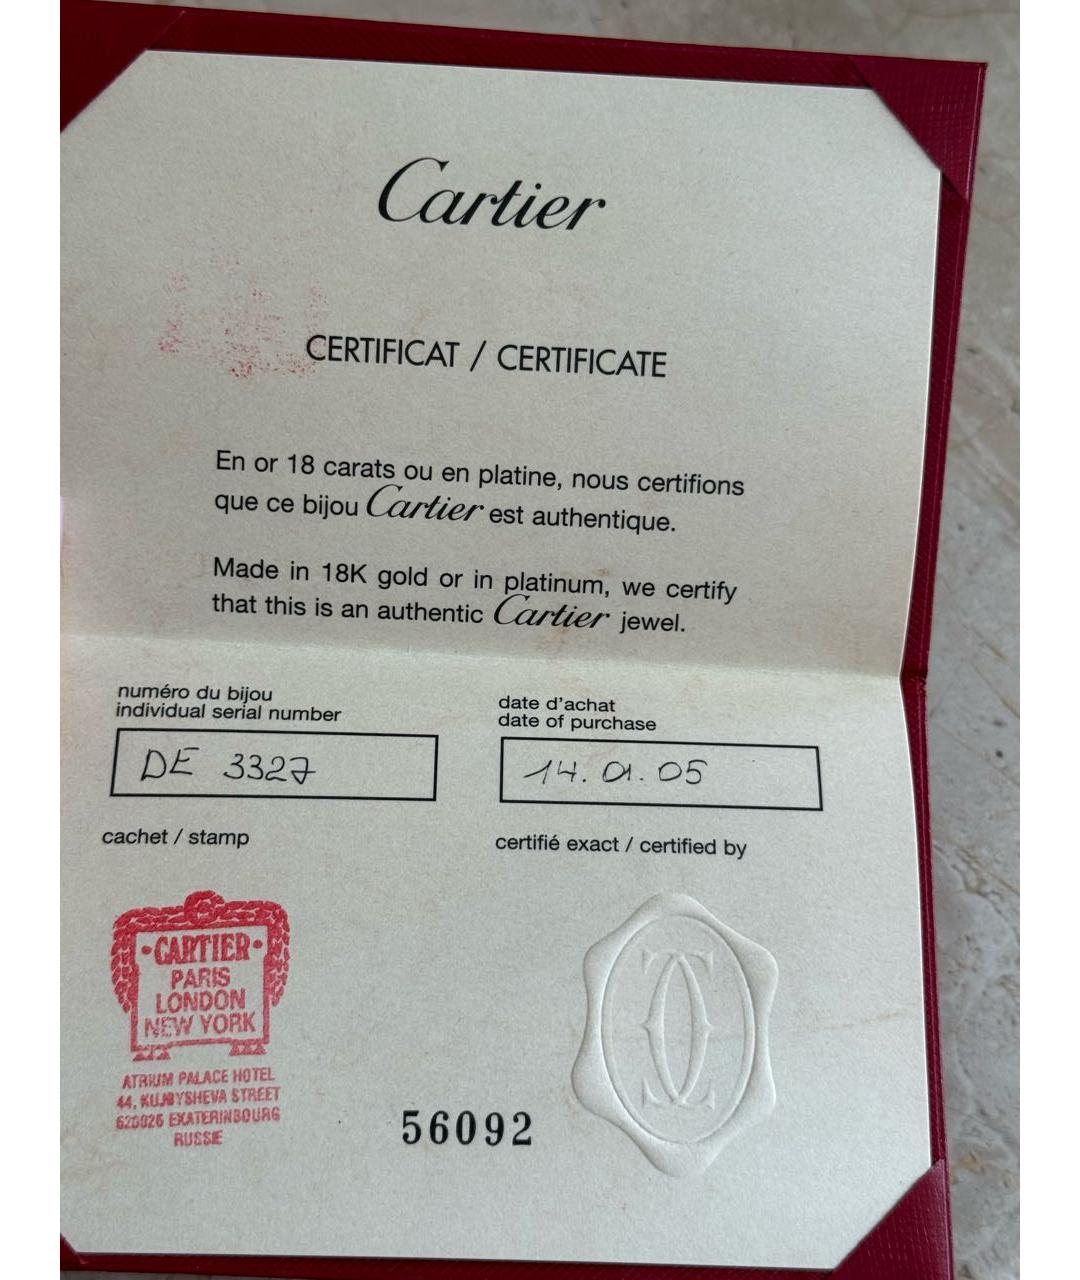 Cartier
CERTIFICAT / CERTIFICATE
En or 18 carats ou en platine, nous certifions
que ce bijou Cartier est authentique.
Made in 18K gold or in platinum, we certify
that this is an authentic Cartier jewel.
numéro du bijou
individual serial number
DE 3327
date d'achat
date of purchase
14.01.05
cachet / stamp
certifié exact / certified by
·CARTIER·
PARIS
LONDON
NEW YORK
ATRIUM PALACE HOTEL
44, KUJBYSHEVA STREET
620026 EKATERINBOURG
RUSSIE
56092